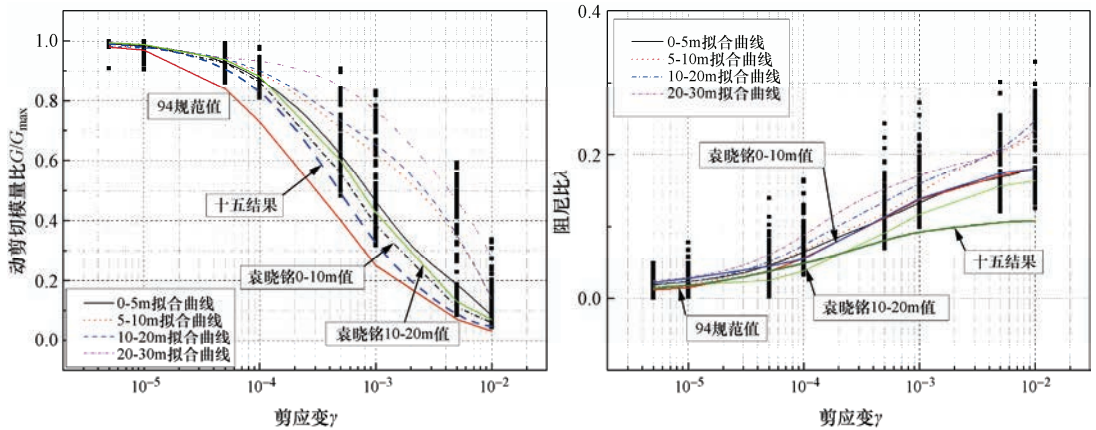 动剪切模量比G/Gmax
1.0
0.8
0.6
0.4
0.2
0.0
94规范值
十五结果
袁晓铭0-10m值
袁晓铭10-20m值
0-5m拟合曲线
5-10m拟合曲线
10-20m拟合曲线
20-30m拟合曲线
10⁻⁵
10⁻⁴
10⁻³
10⁻²
剪应变γ
阻尼比λ
0.4
0.2
0.0
0-5m拟合曲线
5-10m拟合曲线
10-20m拟合曲线
20-30m拟合曲线
袁晓铭0-10m值
十五结果
袁晓铭10-20m值
94规范值
10⁻⁵
10⁻⁴
10⁻³
10⁻²
剪应变γ